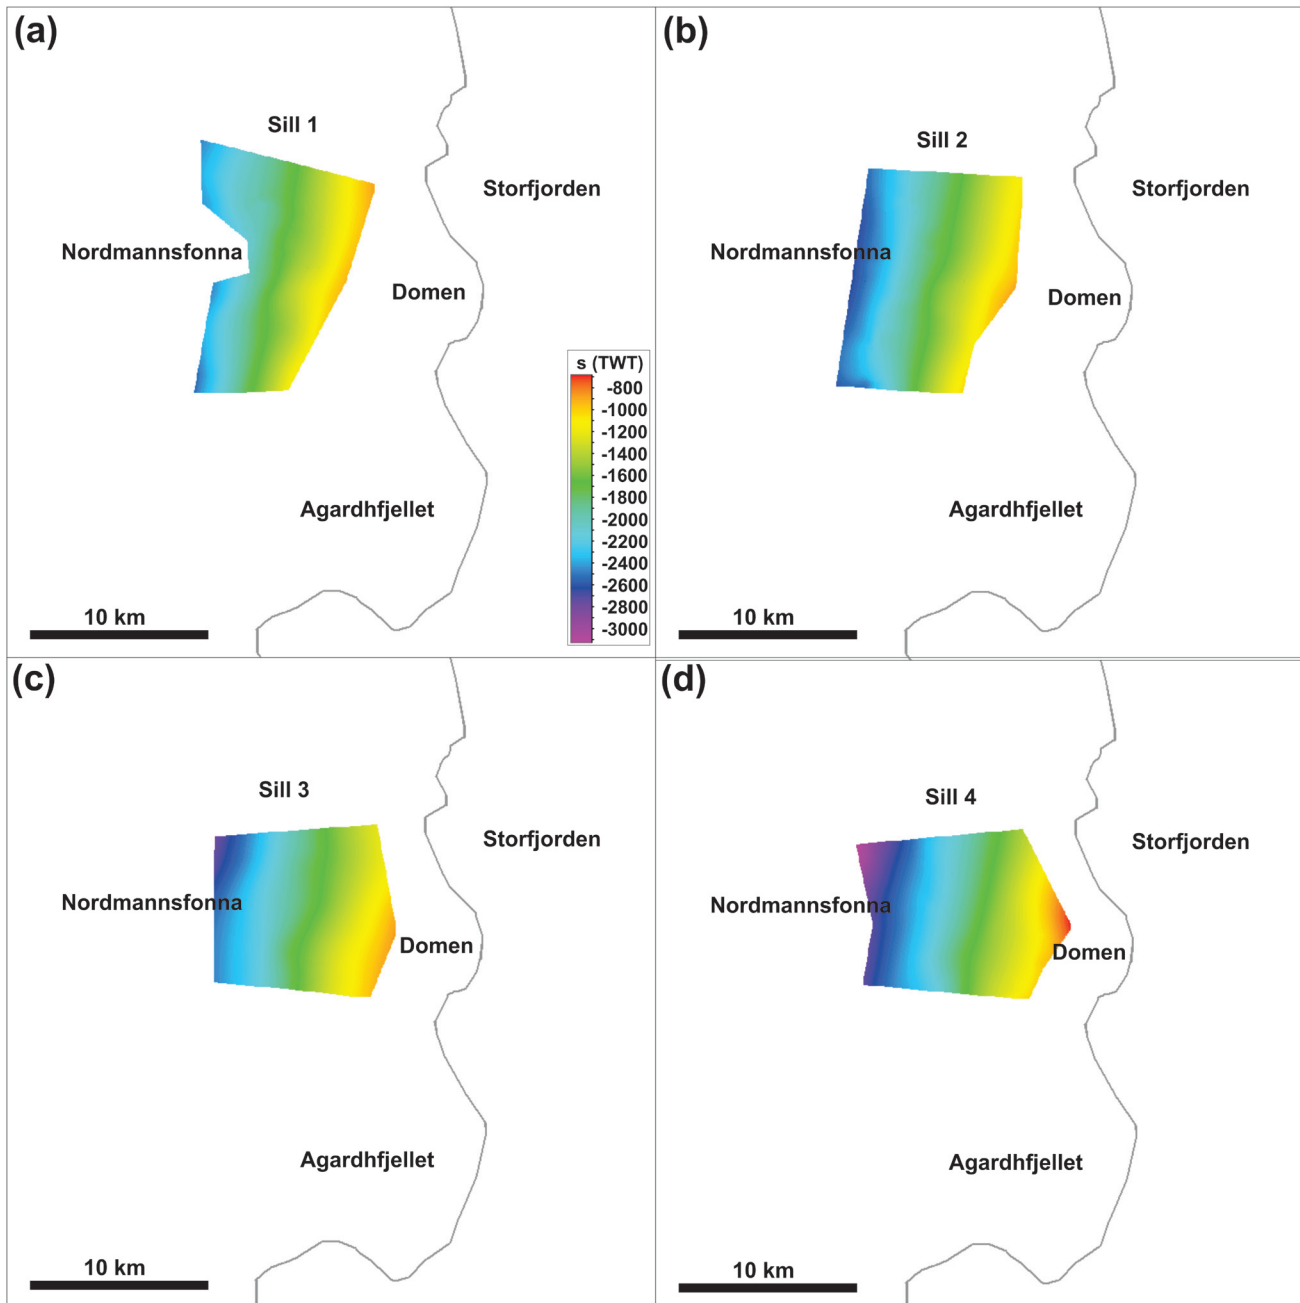 (a)
Sill 1
Storfjorden
Nordmannsfonna
Domen
s (TWT)
-800
-1000
-1200
-1400
-1600
-1800
-2000
-2200
-2400
-2600
-2800
-3000
Agardhfjellet
10 km
(b)
Sill 2
Storfjorden
Nordmannsfonna
Domen
Agardhfjellet
10 km
(c)
Sill 3
Storfjorden
Nordmannsfonna
Domen
Agardhfjellet
10 km
(d)
Sill 4
Storfjorden
Nordmannsfonna
Domen
Agardhfjellet
10 km